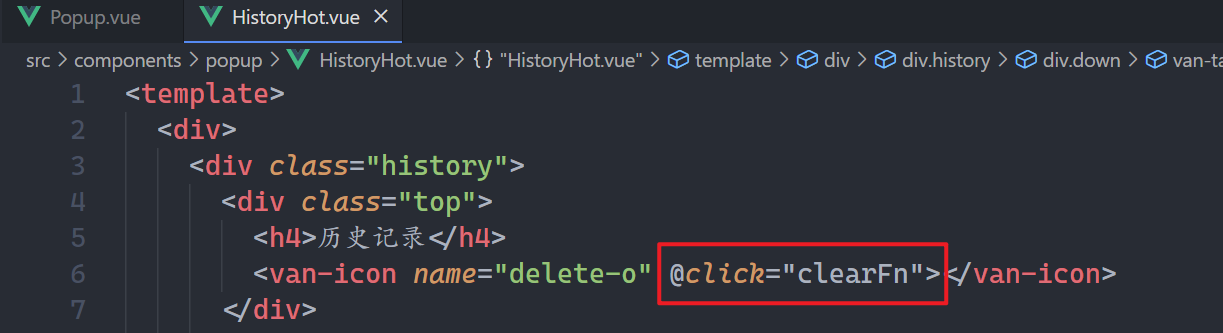 Popup.vue HistoryHot.vue ×
src > components > popup > HistoryHot.vue > {} "HistoryHot.vue" > template > div > div.history > div.down > van-ta
1 <template>
2 <div>
3 <div class="history">
4 <div class="top">
5 <h4>历史记录</h4>
6 <van-icon name="delete-o" @click="clearFn"></van-icon>
7 </div>